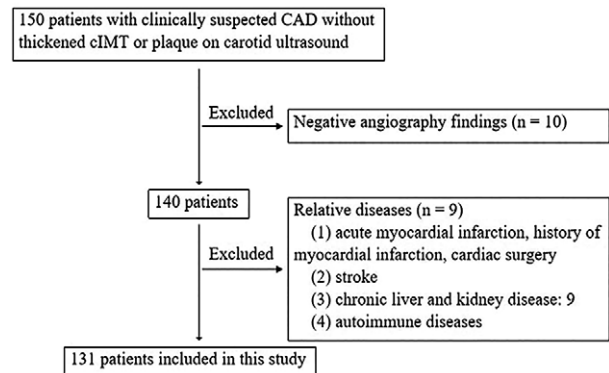 150 patients with clinically suspected CAD without
thickened cIMT or plaque on carotid ultrasound
Excluded
Negative angiography findings (n = 10)
140 patients
Relative diseases (n = 9)
(1) acute myocardial infarction, history of
myocardial infarction, cardiac surgery
(2) stroke
(3) chronic liver and kidney disease: 9
(4) autoimmune diseases
Excluded
131 patients included in this study